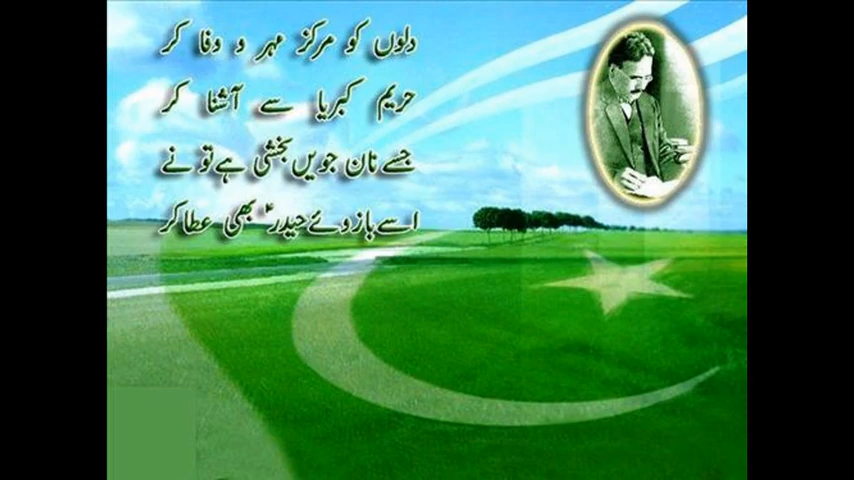 دلوں کو مرکز مہر و وفا کر
حریم کبریا سے آشنا کر
جسے نان جویں بخشی ہے تو نے
اسے بازوئے حیدرؑ بھی عطا کر